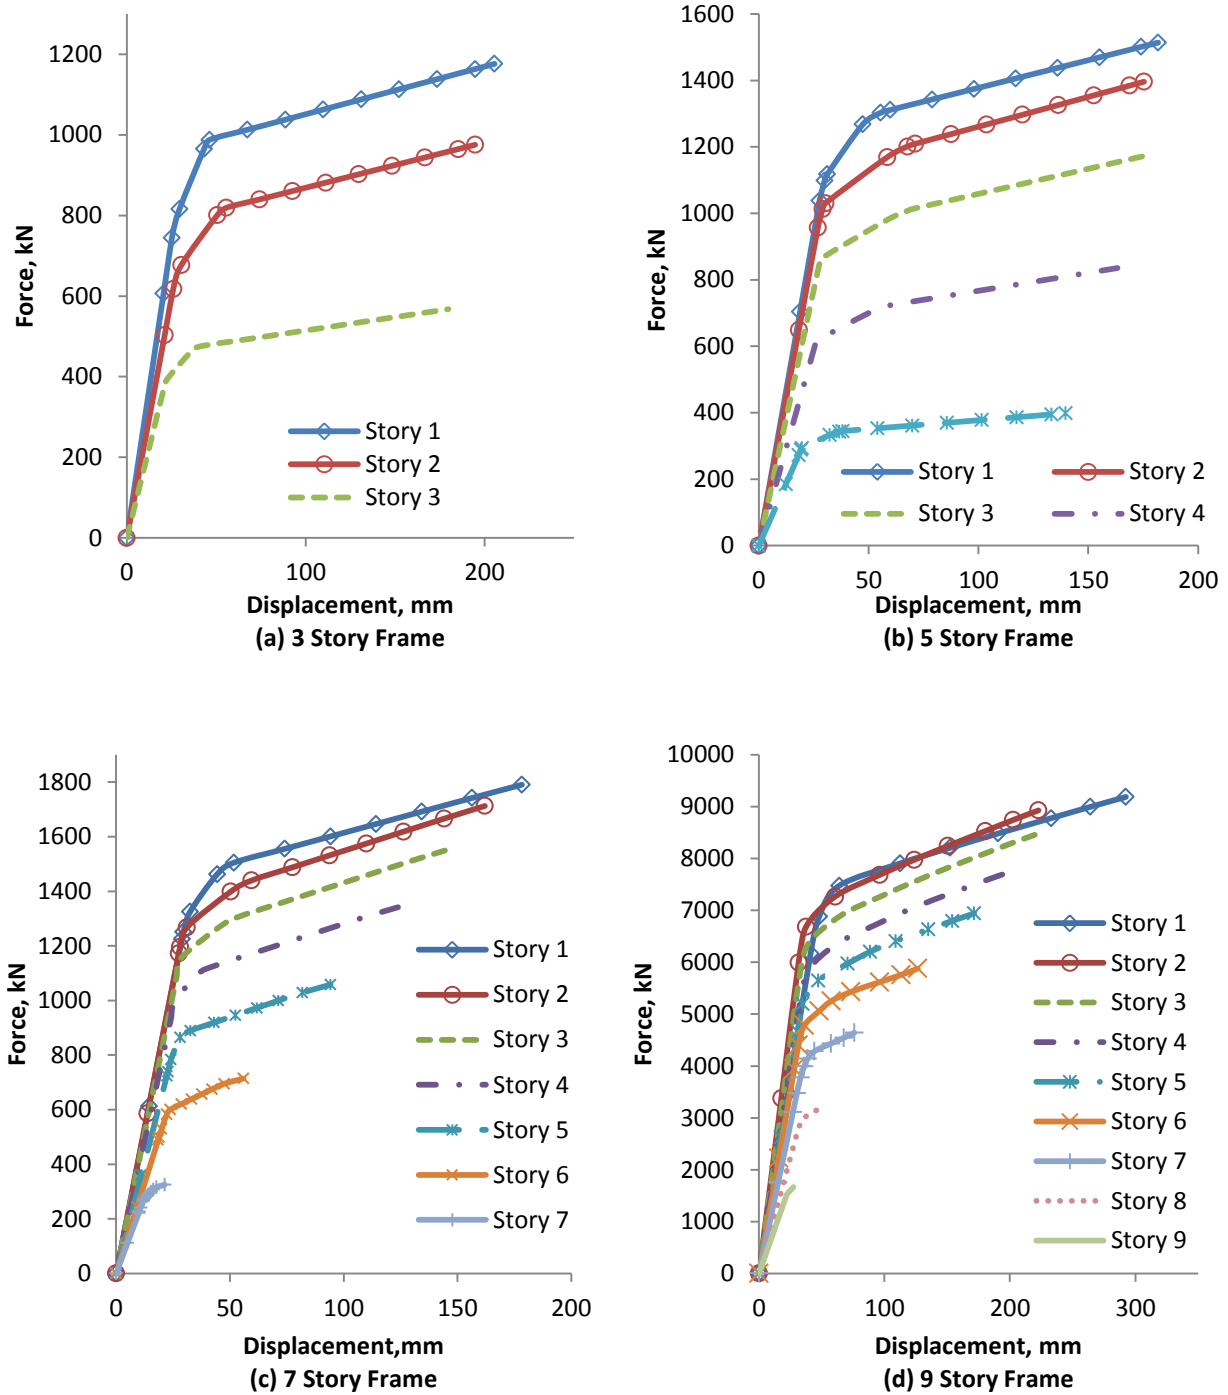 1200
1000
800
600
400
200
0
Force, kN
Story 1
Story 2
Story 3
0 100 200
Displacement, mm
(a) 3 Story Frame
1600
1400
1200
1000
800
600
400
200
0
Force, kN
Story 1 Story 2
Story 3 Story 4
0 50 100 150 200
Displacement, mm
(b) 5 Story Frame
1800
1600
1400
1200
1000
800
600
400
200
0
Force, kN
Story 1
Story 2
Story 3
Story 4
Story 5
Story 6
Story 7
0 50 100 150 200
Displacement,mm
(c) 7 Story Frame
10000
9000
8000
7000
6000
5000
4000
3000
2000
1000
0
Force, kN
Story 1
Story 2
Story 3
Story 4
Story 5
Story 6
Story 7
Story 8
Story 9
0 100 200 300
Displacement, mm
(d) 9 Story Frame